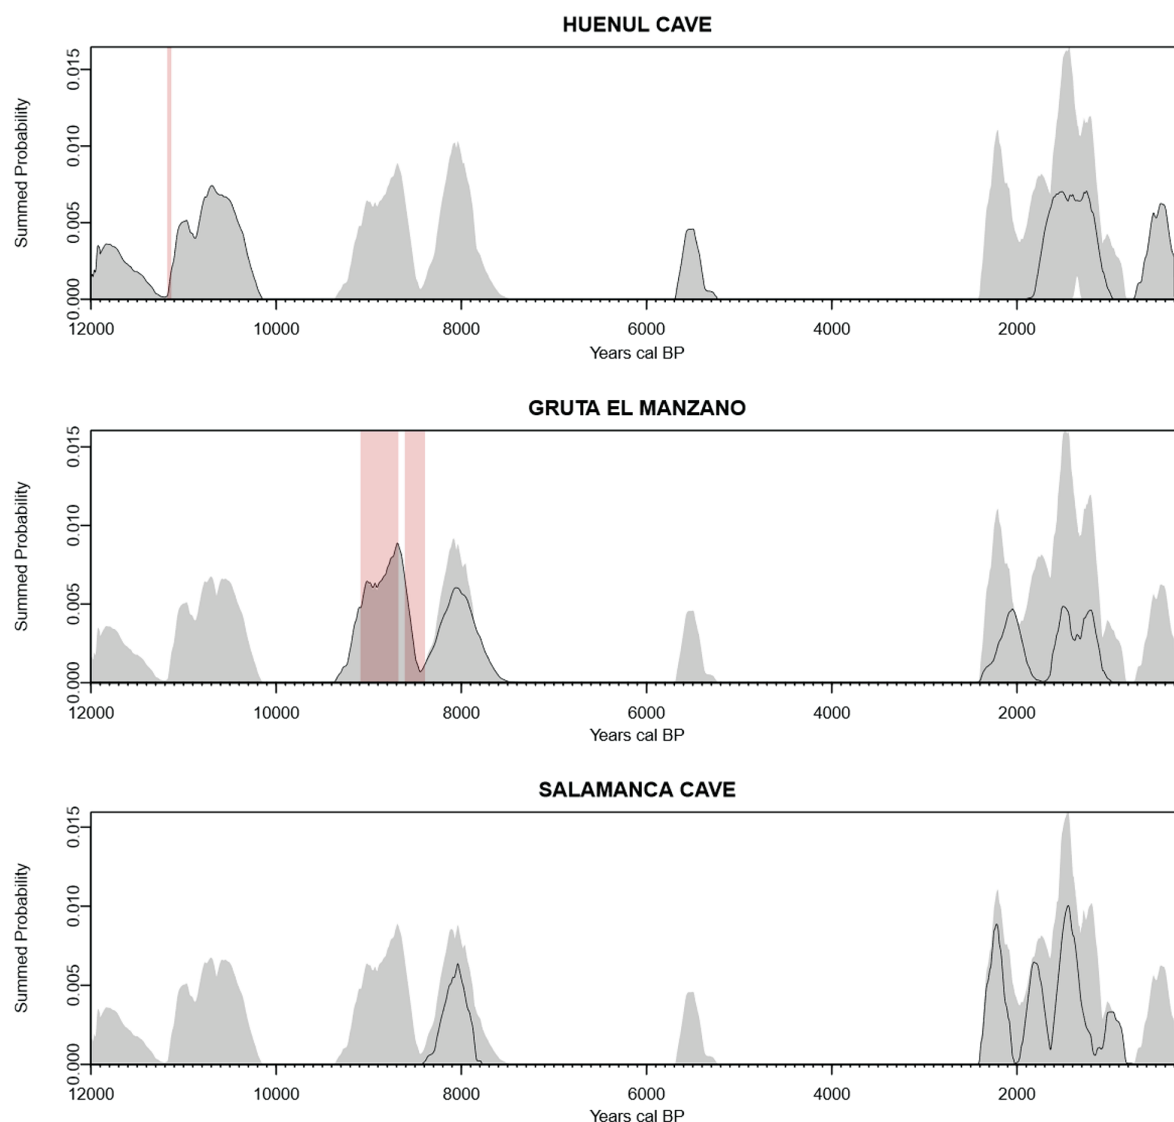 HUENUL CAVE
Summed Probability
0.015
0.010
0.005
0.000
12000 10000 8000 6000 4000 2000
Years cal BP
GRUTA EL MANZANO
Summed Probability
0.015
0.010
0.005
0.000
12000 10000 8000 6000 4000 2000
Years cal BP
SALAMANCA CAVE
Summed Probability
0.015
0.010
0.005
0.000
12000 10000 8000 6000 4000 2000
Years cal BP